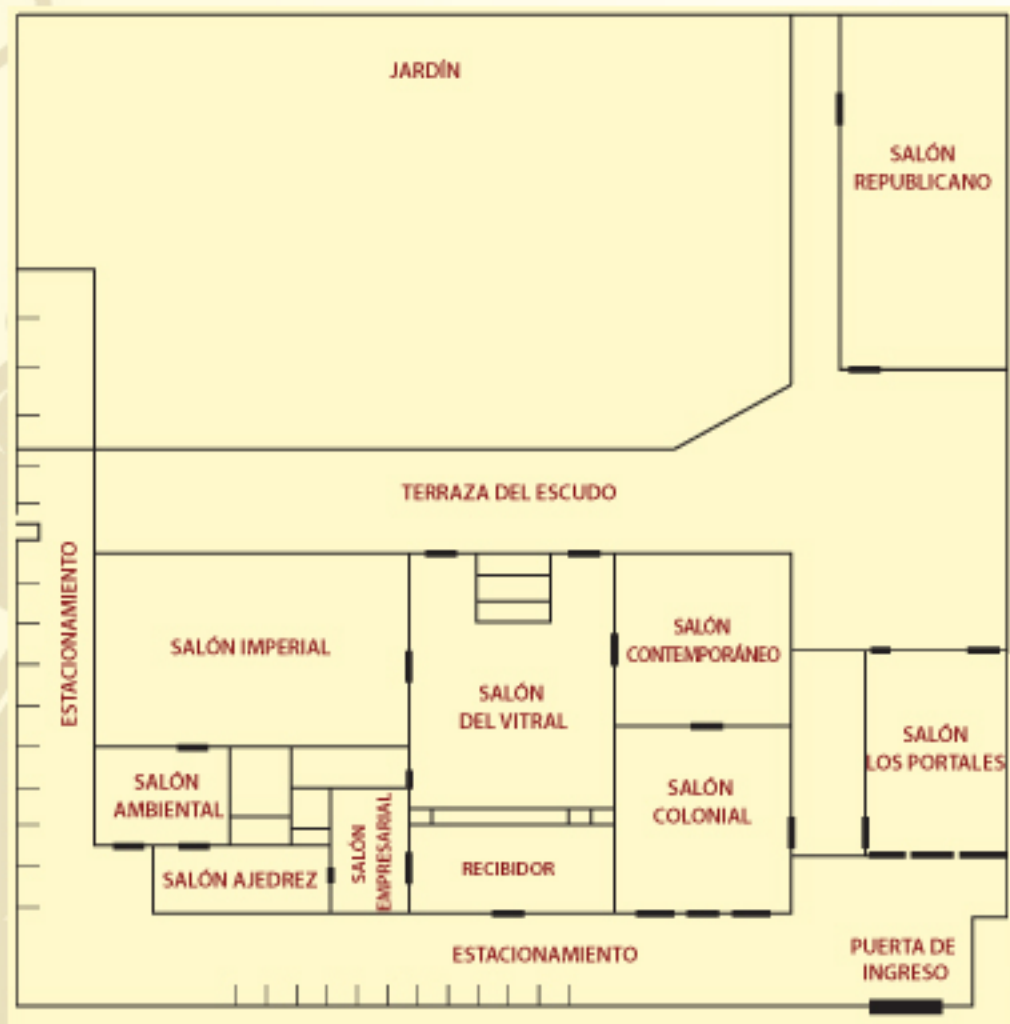 JARDÍN
SALÓN
REPUBLICANO
TERRAZA DEL ESCUDO
ESTACIONAMIENTO
SALÓN IMPERIAL
SALÓN
DEL VITRAL
SALÓN
CONTEMPORÁNEO
SALÓN
LOS PORTALES
SALÓN
AMBIENTAL
SALÓN
COLONIAL
SALÓN AJEDREZ
SALÓN
EMPRESARIAL
RECIBIDOR
ESTACIONAMIENTO
PUERTA DE
INGRESO